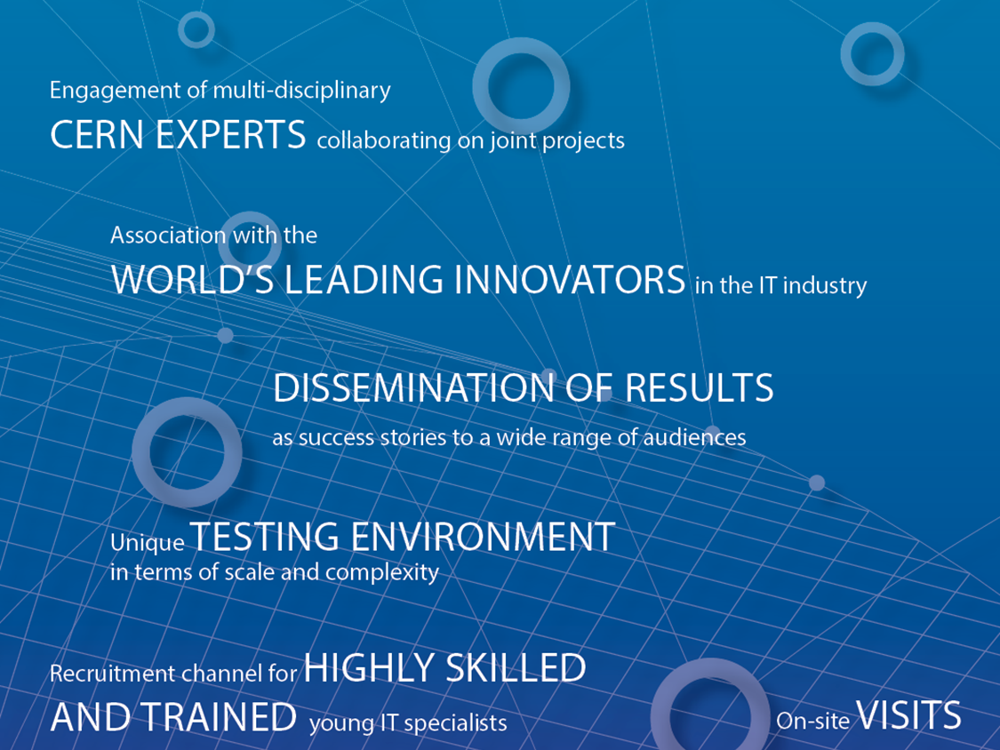 Engagement of multi-disciplinary
CERN EXPERTS collaborating on joint projects
Association with the
WORLD’S LEADING INNOVATORS in the IT industry
DISSEMINATION OF RESULTS
as success stories to a wide range of audiences
Unique TESTING ENVIRONMENT
in terms of scale and complexity
Recruitment channel for HIGHLY SKILLED
AND TRAINED young IT specialists
On-site VISITS